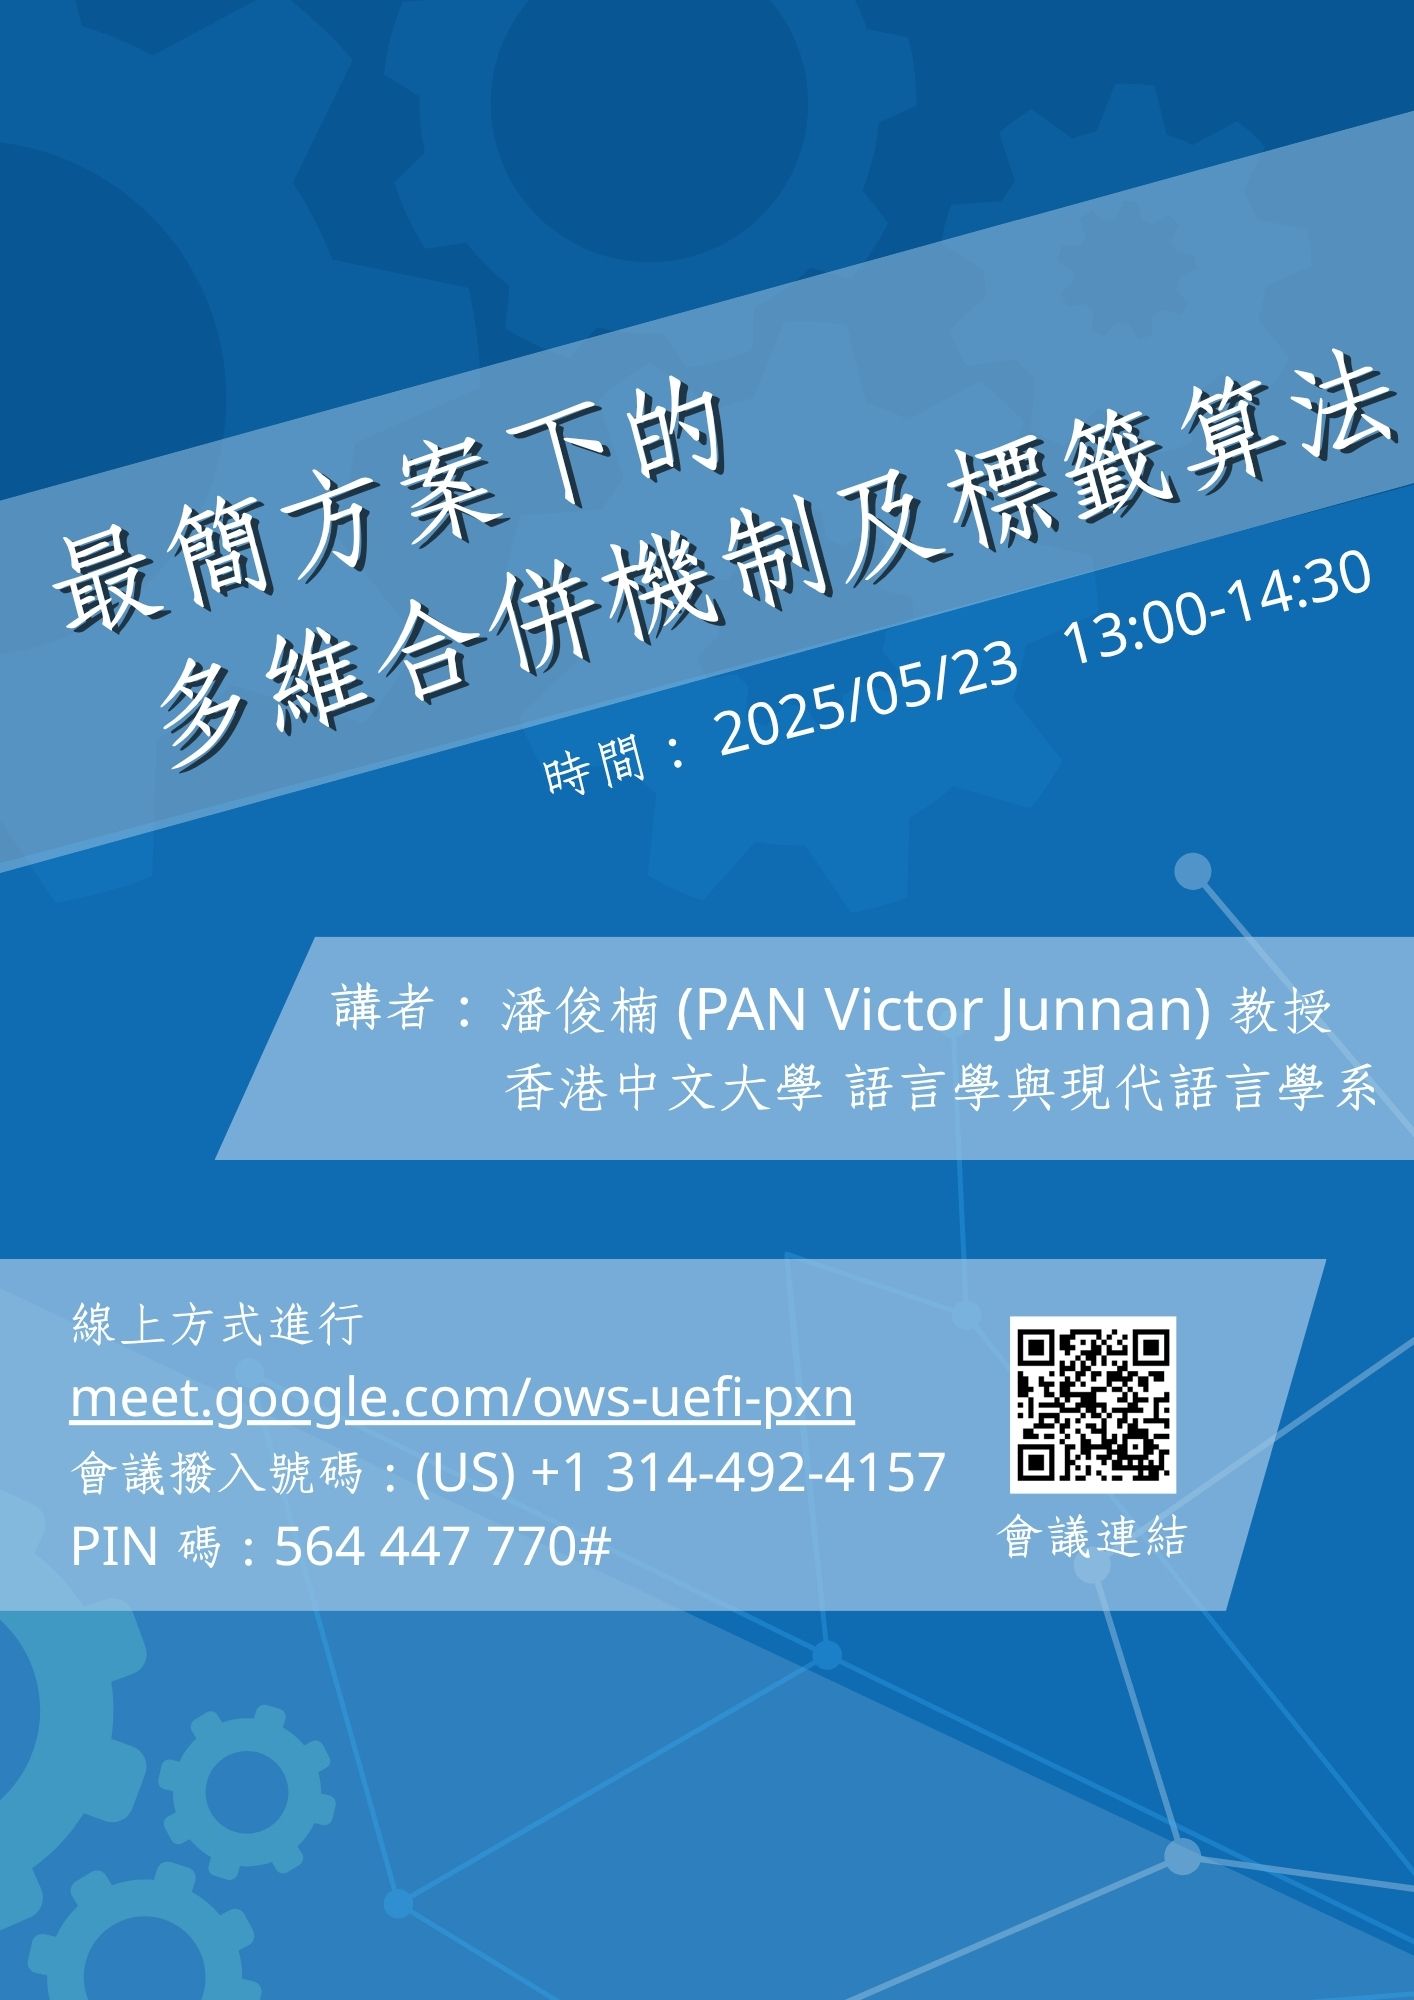 最簡方案下的
多維合併機制及標籤算法
時間： 2025/05/23 13:00-14:30
講者：潘俊楠 (PAN Victor Junnan) 教授
香港中文大學 語言學與現代語言學系
線上方式進行
meet.google.com/ows-uefi-pxn
會議撥入號碼：(US) +1 314-492-4157
PIN 碼：564 447 770#
會議連結